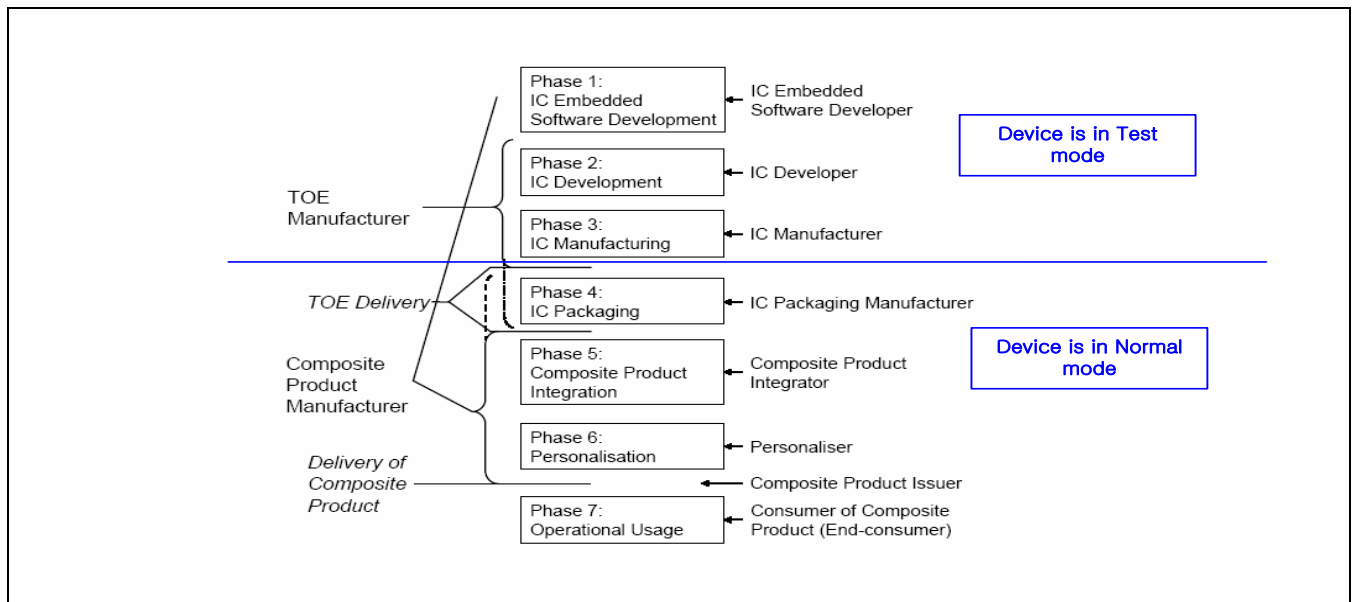 Phase 1:
IC Embedded
Software Development
IC Embedded
Software Developer
Device is in Test
mode
Phase 2:
IC Development
IC Developer
TOE
Manufacturer
Phase 3:
IC Manufacturing
IC Manufacturer
TOE Delivery
Phase 4:
IC Packaging
IC Packaging Manufacturer
Device is in Normal
mode
Composite
Product
Manufacturer
Phase 5:
Composite Product
Integration
Composite Product
Integrator
Phase 6:
Personalisation
Personaliser
Delivery of
Composite
Product
Composite Product Issuer
Phase 7:
Operational Usage
Consumer of Composite
Product (End-consumer)